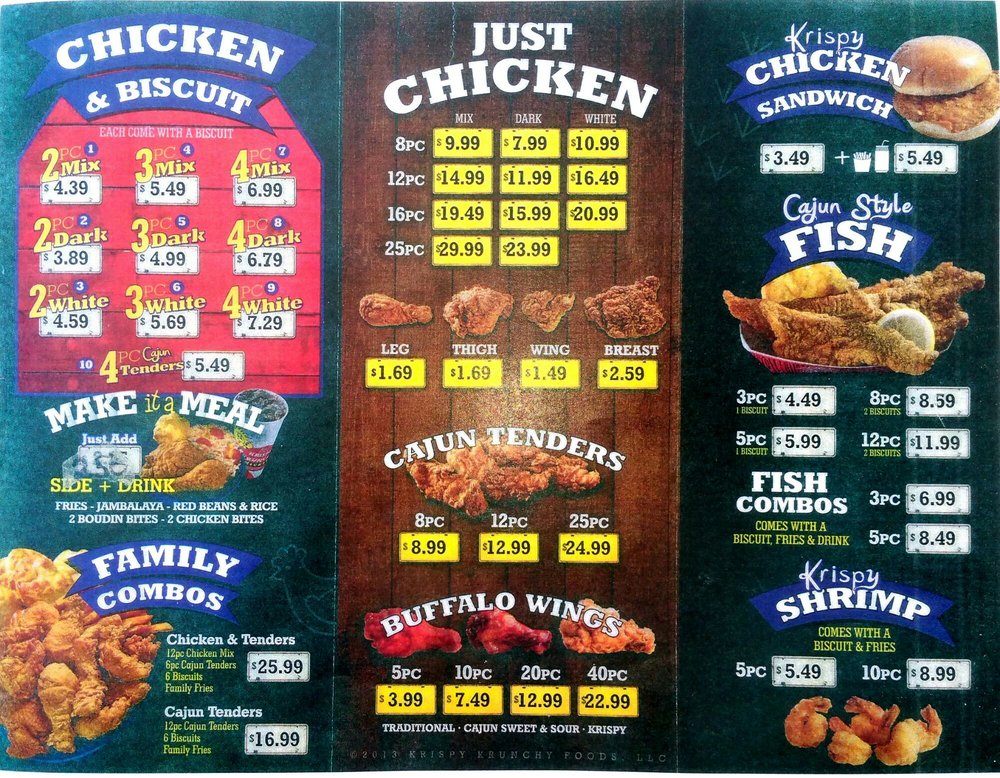 CHICKEN
& BISCUIT
EACH COME WITH A BISCUIT
2PC 1 Mix $4.39
3PC 4 Mix $5.49
4PC 7 Mix $6.99
2PC 2 Dark $3.89
3PC 5 Dark $4.99
4PC 8 Dark $6.79
2PC 3 White $4.59
3PC 6 White $5.69
4PC 9 White $7.29
10 4PC Cajun Tenders $5.49
MAKE it a MEAL
Just Add
SIDE + DRINK
FRIES - JAMBALAYA - RED BEANS & RICE
2 BOUDIN BITES - 2 CHICKEN BITES
FAMILY
COMBOS
Chicken & Tenders
12pc Chicken Mix
6pc Cajun Tenders
6 Biscuits
Family Fries
$25.99
Cajun Tenders
12pc Cajun Tenders
6 Biscuits
Family Fries
$16.99
JUST
CHICKEN
MIX DARK WHITE
8PC $9.99 $7.99 $10.99
12PC $14.99 $11.99 $16.49
16PC $19.49 $15.99 $20.99
25PC $29.99 $23.99
LEG THIGH WING BREAST
$1.69 $1.69 $1.49 $2.59
CAJUN TENDERS
8PC 12PC 25PC
$8.99 $12.99 $24.99
BUFFALO WINGS
5PC 10PC 20PC 40PC
$3.99 $7.49 $12.99 $22.99
TRADITIONAL · CAJUN SWEET & SOUR · KRISPY
©2013 KRISPY KRUNCHY FOODS, LLC
Krispy
CHICKEN
SANDWICH
$3.49 + $5.49
Cajun Style
FISH
3PC 1 BISCUIT $4.49
8PC 2 BISCUITS $8.59
5PC 1 BISCUIT $5.99
12PC 2 BISCUITS $11.99
FISH
COMBOS
COMES WITH A
BISCUIT, FRIES & DRINK
3PC $6.99
5PC $8.49
Krispy
SHRIMP
COMES WITH A
BISCUIT & FRIES
5PC $5.49 10PC $8.99